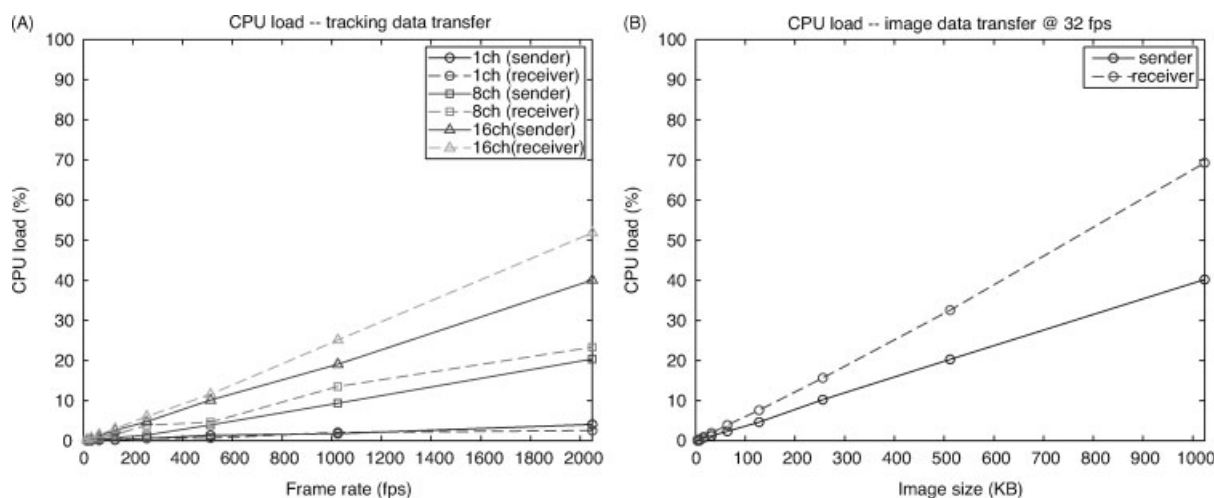 (A)
CPU load -- tracking data transfer
100
90
80
70
60
50
40
30
20
10
0
CPU load (%)
1ch (sender)
1ch (receiver)
8ch (sender)
8ch (receiver)
16ch(sender)
16ch(receiver)
0 200 400 600 800 1000 1200 1400 1600 1800 2000
Frame rate (fps)
(B)
CPU load -- image data transfer @ 32 fps
100
90
80
70
60
50
40
30
20
10
0
CPU load (%)
sender
receiver
0 100 200 300 400 500 600 700 800 900 1000
Image size (KB)